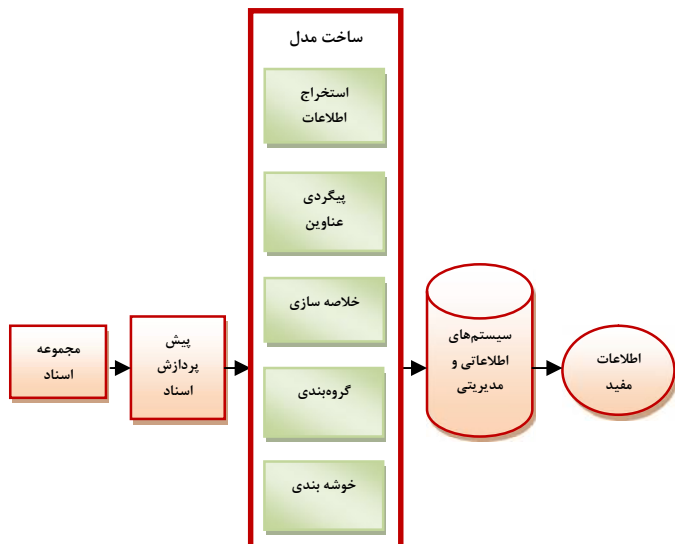 ساخت مدل
استخراج
اطلاعات
پیگردی
عناوین
خلاصه سازی
گروه‌بندی
خوشه بندی
مجموعه
اسناد
پیش
پردازش
اسناد
سیستم‌های
اطلاعاتی و
مدیریتی
اطلاعات
مفید